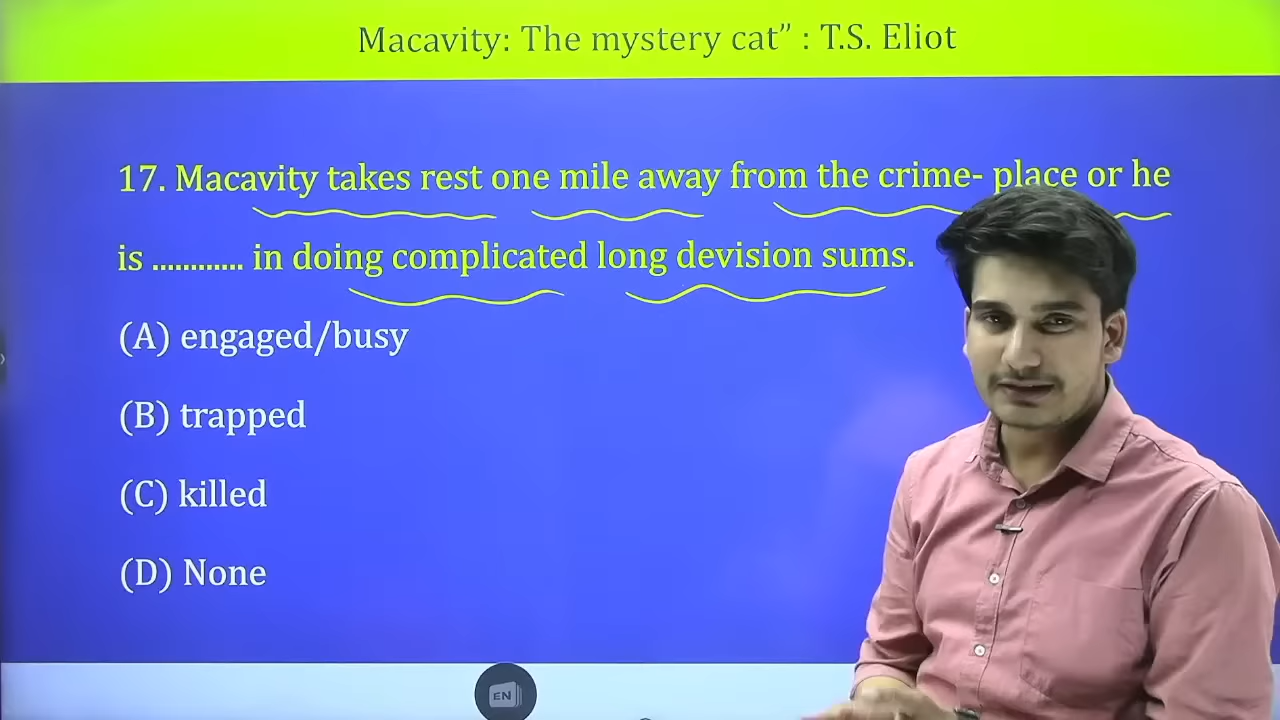 Macavity: The mystery cat” : T.S. Eliot
17. Macavity takes rest one mile away from the crime- place or he
is ............ in doing complicated long devision sums.
(A) engaged/busy
(B) trapped
(C) killed
(D) None
EN